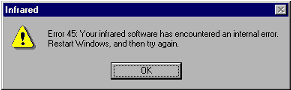 Infrared
Error 45: Your infrared software has encountered an internal error.
Restart Windows, and then try again.
OK